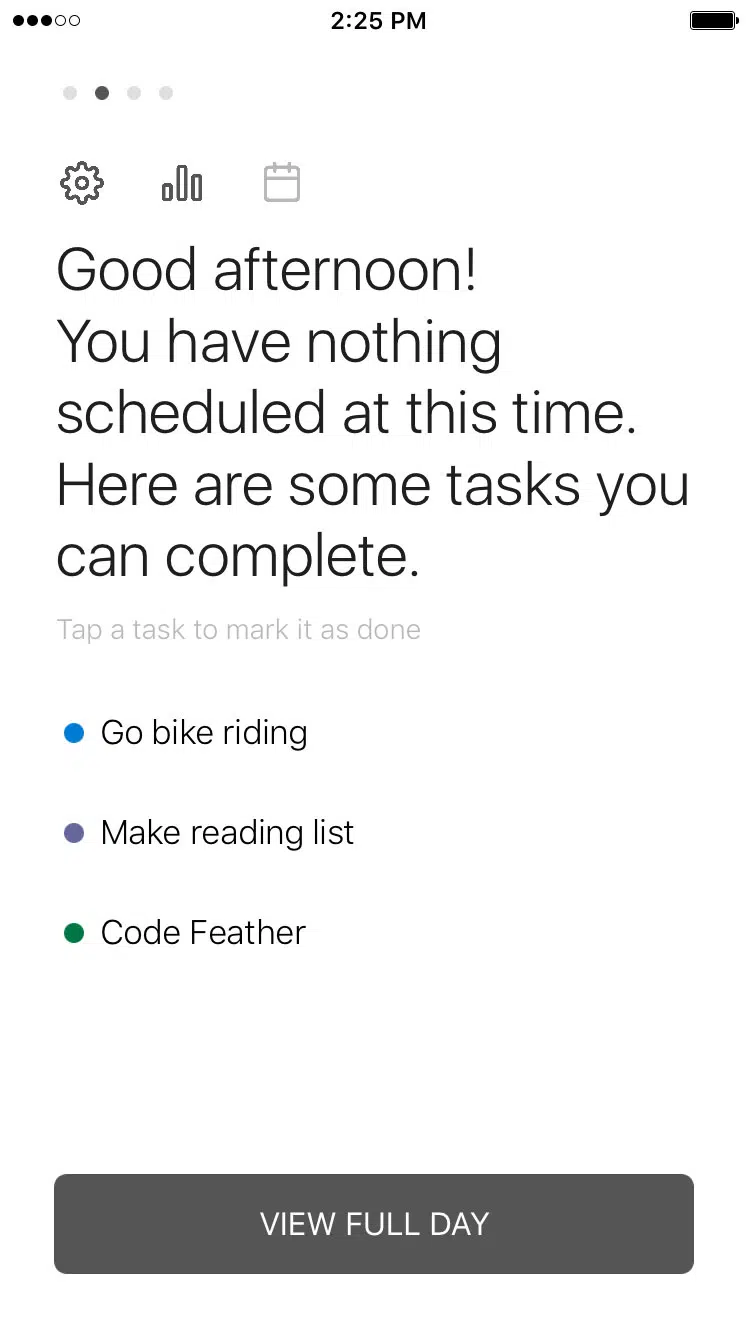 2:25 PM
Good afternoon!
You have nothing
scheduled at this time.
Here are some tasks you
can complete.
Tap a task to mark it as done
Go bike riding
Make reading list
Code Feather
VIEW FULL DAY